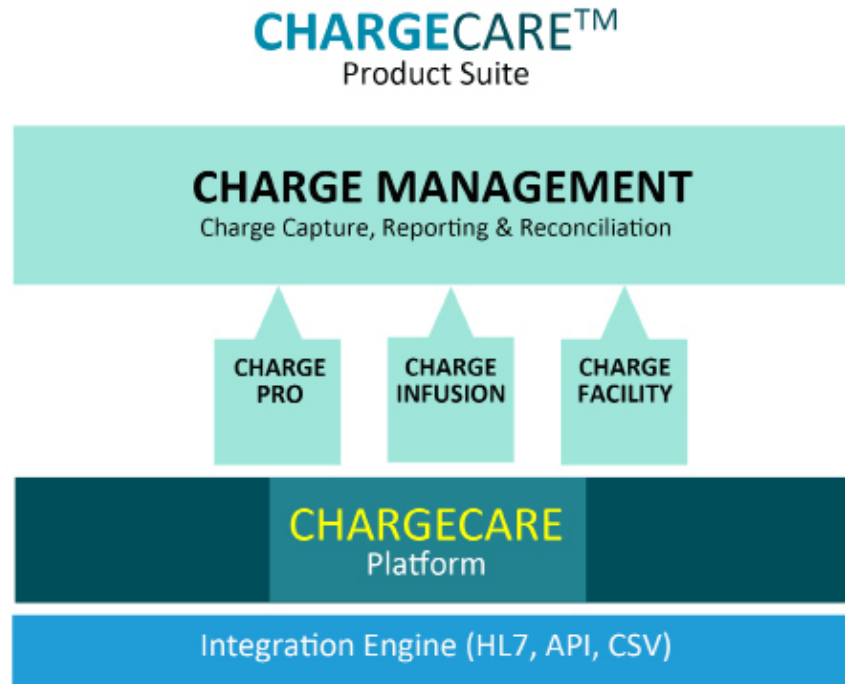 CHARGECARE™
Product Suite
CHARGE MANAGEMENT
Charge Capture, Reporting & Reconciliation
CHARGE
PRO
CHARGE
INFUSION
CHARGE
FACILITY
CHARGECARE
Platform
Integration Engine (HL7, API, CSV)